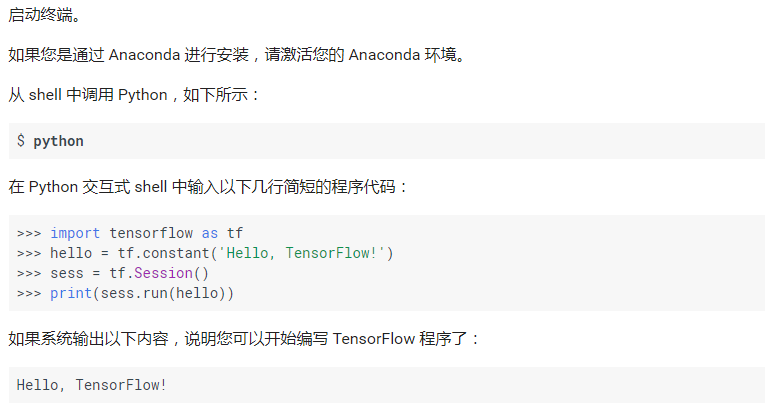 启动终端。
如果您是通过 Anaconda 进行安装，请激活您的 Anaconda 环境。
从 shell 中调用 Python，如下所示：
$ python
在 Python 交互式 shell 中输入以下几行简短的程序代码：
>>> import tensorflow as tf
>>> hello = tf.constant('Hello, TensorFlow!')
>>> sess = tf.Session()
>>> print(sess.run(hello))
如果系统输出以下内容，说明您可以开始编写 TensorFlow 程序了：
Hello, TensorFlow!